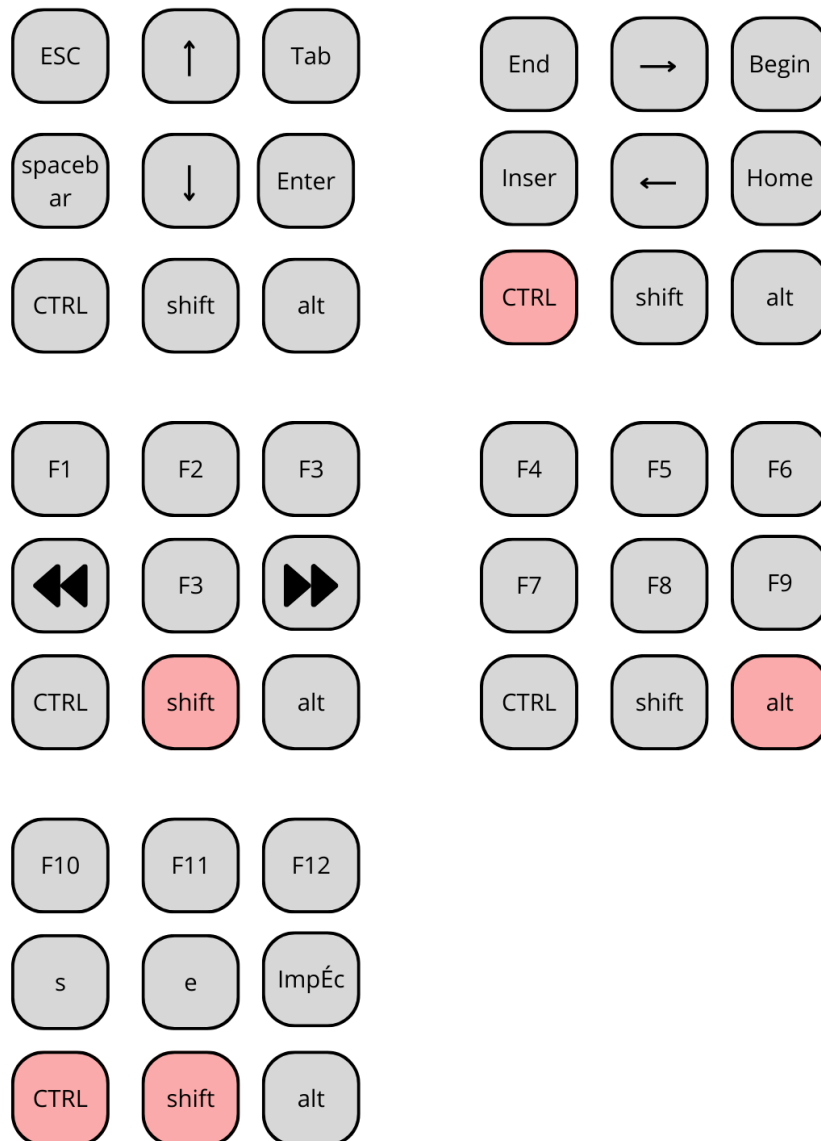 ESC ↑ Tab
spaceb
ar ↓ Enter
CTRL shift alt
End → Begin
Inser ← Home
CTRL shift alt
F1 F2 F3
F3
CTRL shift alt
F4 F5 F6
F7 F8 F9
CTRL shift alt
F10 F11 F12
s e ImpÉc
CTRL shift alt